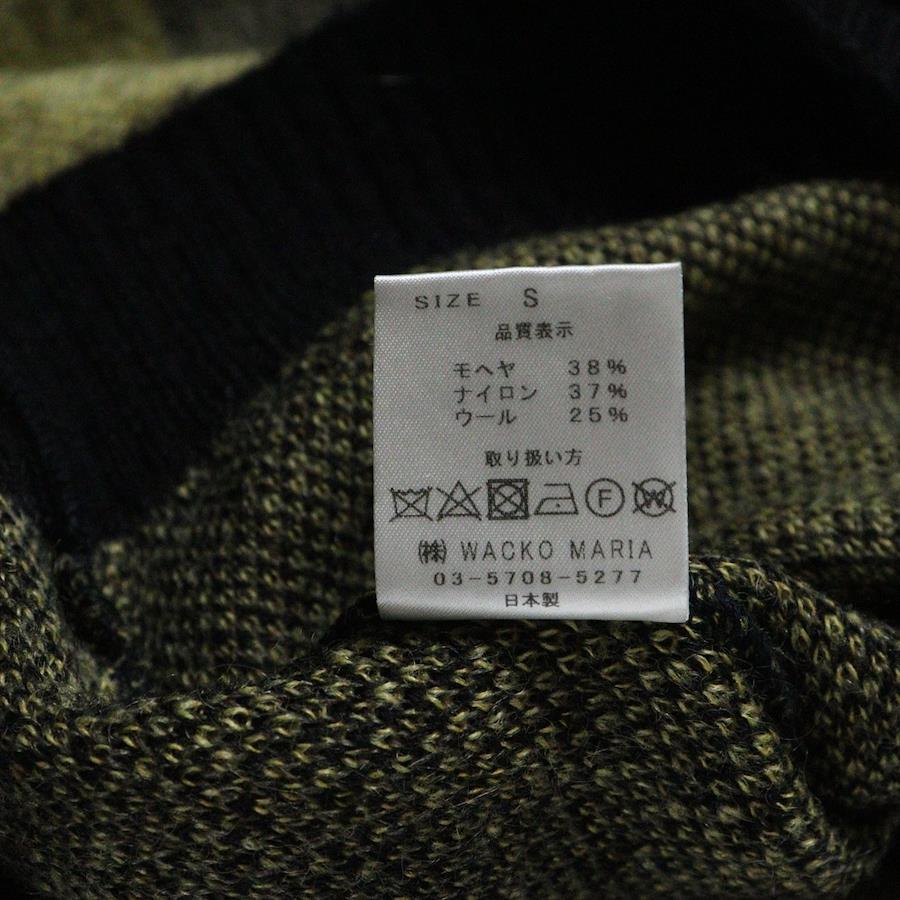 SIZE S
品質表示
モヘヤ 38%
ナイロン 37%
ウール 25%
取り扱い方
F W
㈱ WACKO MARIA
03-5708-5277
日本製